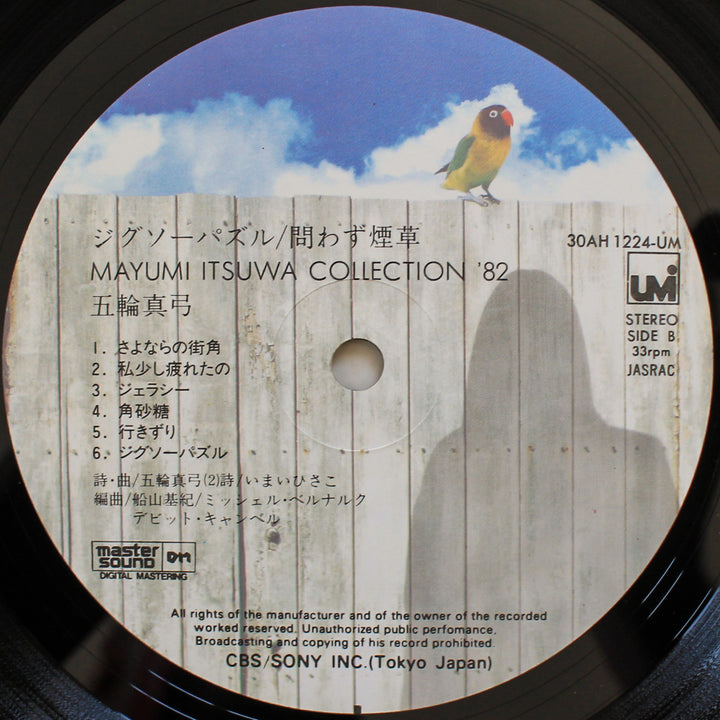 ジグソーパズル/問わず煙草
MAYUMI ITSUWA COLLECTION '82
五輪真弓
30AH 1224-UM
UMI
STEREO
SIDE B
33rpm
JASRAC
1. さよならの街角
2. 私少し疲れたの
3. ジェラシー
4. 角砂糖
5. 行きずり
6. ジグソーパズル
詩・曲/五輪真弓(2)詩/いまいひさこ
編曲/船山基紀/ミッシェル・ベルナルク
デビット・キャンベル
master sound DM
DIGITAL MASTERING
All rights of the manufacturer and of the owner of the recorded
worked reserved. Unauthorized public perfomance.
Broadcasting and copying of his record prohibited.
CBS/SONY INC.(Tokyo Japan)